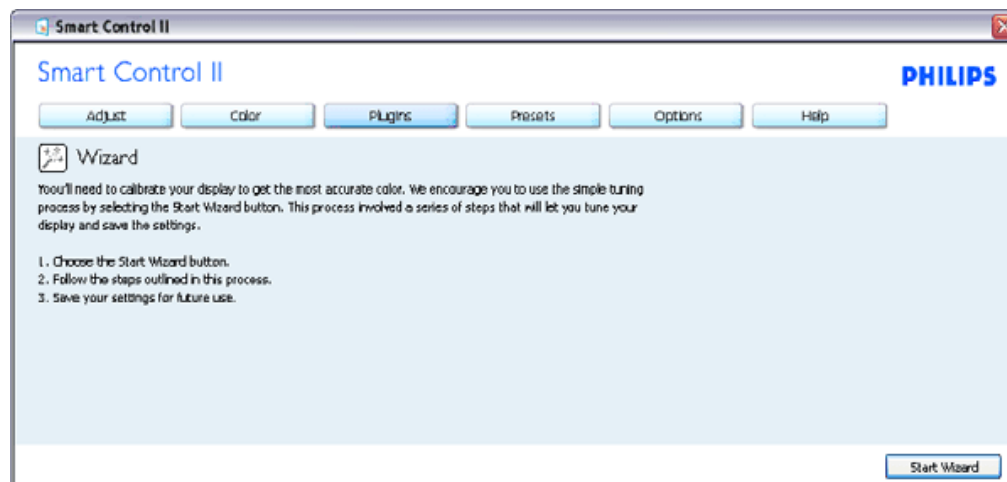 Smart Control II
Smart Control II
PHILIPS
Adjust Color Plugins Presets Options Help
Wizard
Yoou'll need to calibrate your display to get the most accurate color. We encourage you to use the simple tuning
process by selecting the Start Wizard button. This process involved a series of steps that will let you tune your
display and save the settings.
1. Choose the Start Wizard button.
2. Follow the steps outlined in this process.
3. Save your settings for future use.
Start Wizard